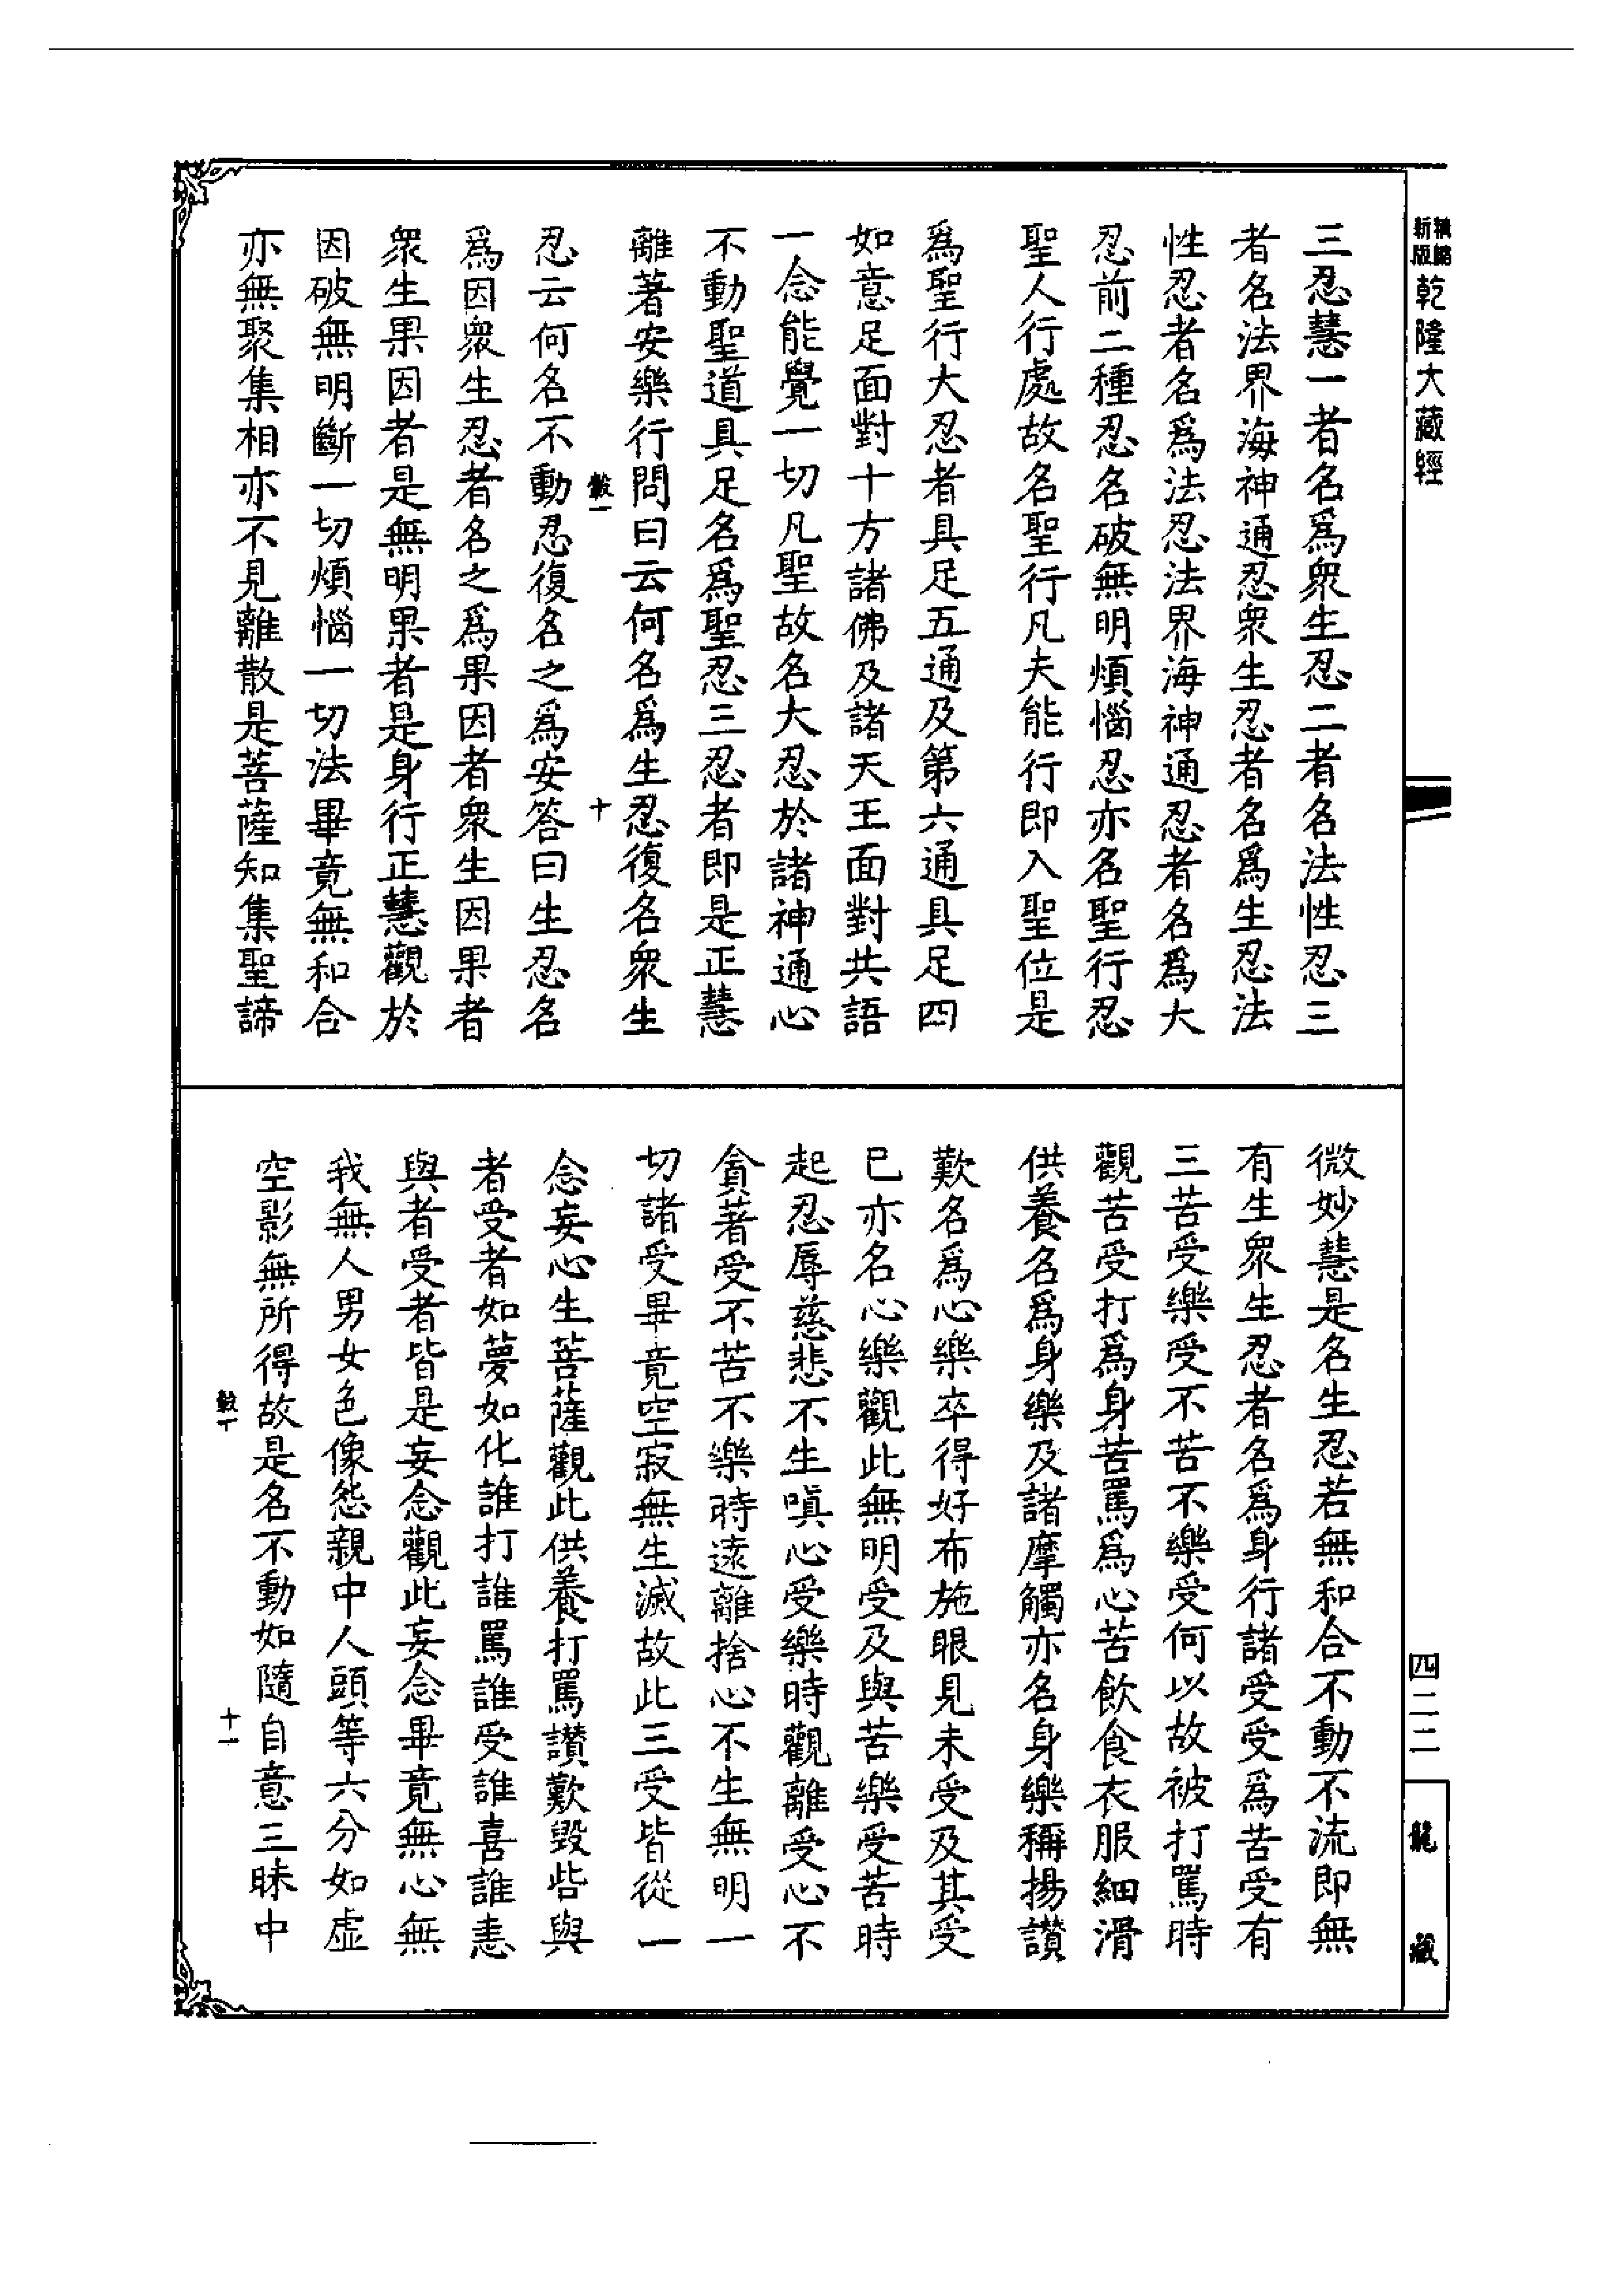 精縮新版乾隆大藏經
三忍慧一者名爲衆生忍二者名法性忍三
者名法界海神通忍衆生忍者名爲生忍法
性忍者名爲法忍法界海神通忍者名爲大
忍前二種忍名破無明煩惱忍亦名聖行忍
聖人行處故名聖行凡夫能行即入聖位是
爲聖行大忍者具足五通及第六通具足四
如意足面對十方諸佛及諸天王面對共語
一念能覺一切凡聖故名大忍於諸神通心
不動聖道具足名爲聖忍三忍者即是正慧
離著安樂行問曰云何名爲生忍復名衆生
十
忍云何名不動忍復名之爲安答曰生忍名
爲因衆生忍者名之爲果因者衆生因果者
衆生果因者是無明果者是身行正慧觀於
因破無明斷一切煩惱一切法畢竟無和合
亦無聚集相亦不見離散是菩薩知集聖諦
微妙慧是名生忍若無和合不動不流即無
有生衆生忍者名爲身行諸受受爲苦受有
三苦受樂受不苦不樂受何以故被打罵時
觀苦受打爲身苦罵爲心苦飲食衣服細滑
供養名爲身樂及諸摩觸亦名身樂稱揚讃
歎名爲心樂卒得好布施眼見未受及其受
已亦名心樂觀此無明受及與苦樂受苦時
起忍辱慈悲不生嗔心受樂時觀離受心不
貪著受不苦不樂時遠離捨心不生無明一
切諸受畢竟空寂無生滅故此三受皆從一
念妄心生菩薩觀此供養打罵讃歎毀呰與
者受者如夢如化誰打誰罵誰受誰喜誰恚
與者受者皆是妄念觀此妄念畢竟無心無
我無人男女色像怨親中人頭等六分如虛
空影無所得故是名不動如隨自意三昧中
十一
四二二
龍藏